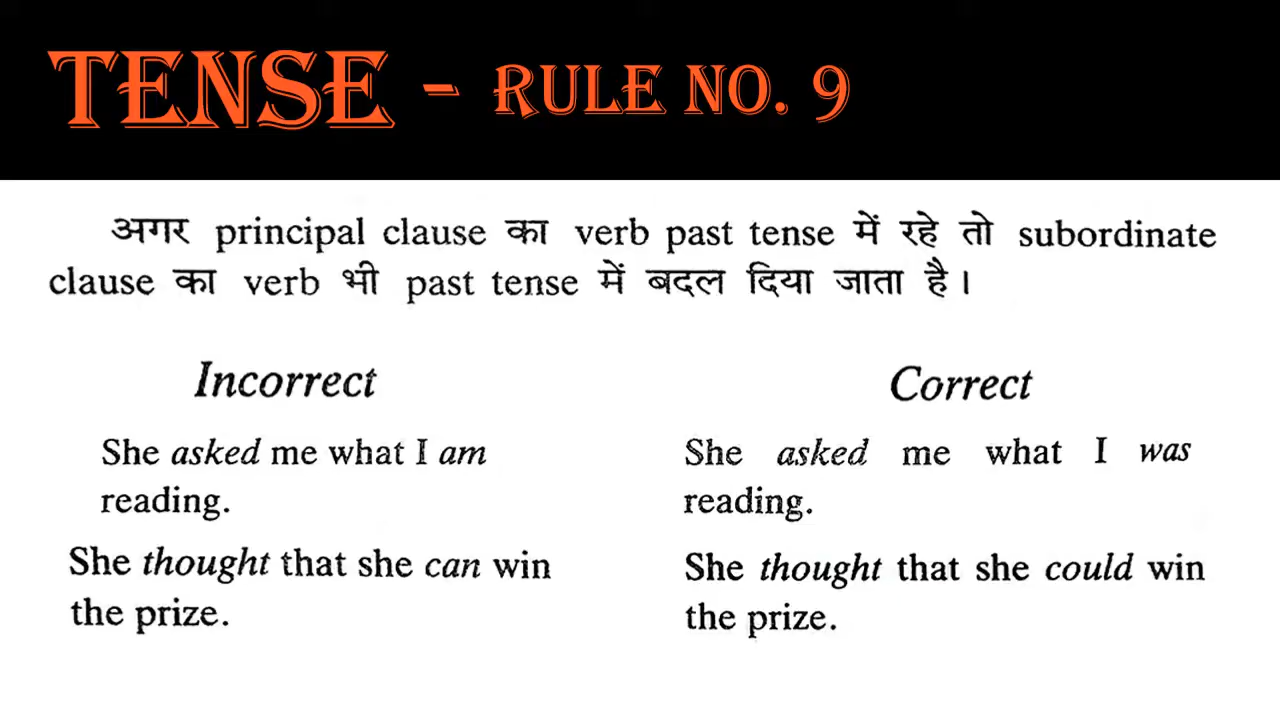 TENSE - RULE NO. 9
अगर principal clause का verb past tense में रहे तो subordinate
clause का verb भी past tense में बदल दिया जाता है।
Incorrect
She asked me what I am
reading.
She thought that she can win
the prize.
Correct
She asked me what I was
reading.
She thought that she could win
the prize.